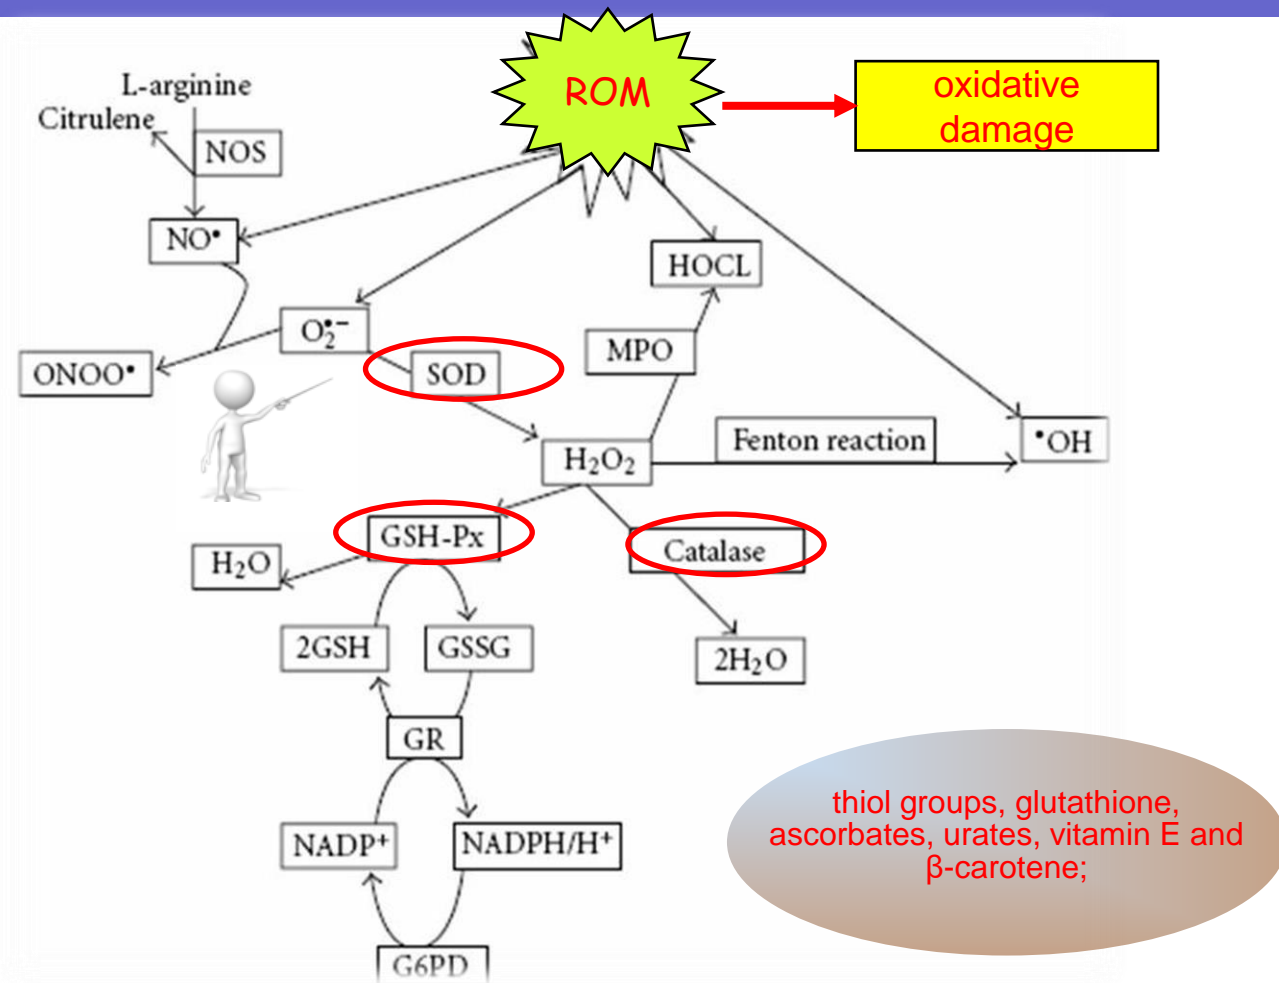 ROM
oxidative
damage
L-arginine
Citrulene
NOS
NO•
HOCL
O₂•−
MPO
ONOO•
SOD
Fenton reaction
•OH
H₂O₂
GSH-Px
Catalase
H₂O
2GSH
GSSG
2H₂O
GR
thiol groups, glutathione,
ascorbates, urates, vitamin E and
β-carotene;
NADP⁺
NADPH/H⁺
G6PD